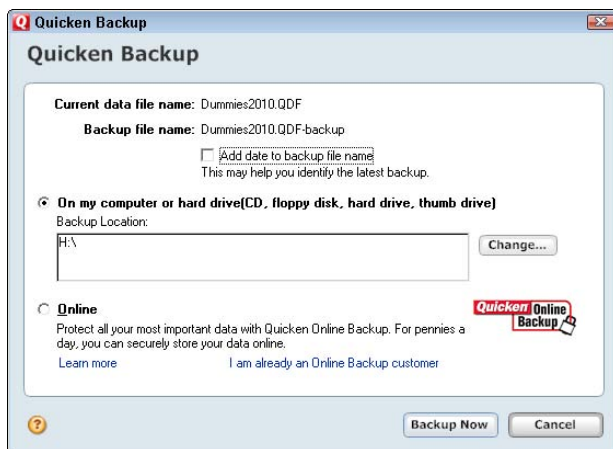 Quicken Backup
Quicken Backup
Current data file name: Dummies2010.QDF
Backup file name: Dummies2010.QDF-backup
Add date to backup file name
This may help you identify the latest backup.
On my computer or hard drive(CD, floppy disk, hard drive, thumb drive)
Backup Location:
H:\
Change...
Online
Quicken Online
Backup
Protect all your most important data with Quicken Online Backup. For pennies a
day, you can securely store your data online.
Learn more
I am already an Online Backup customer
?
Backup Now
Cancel